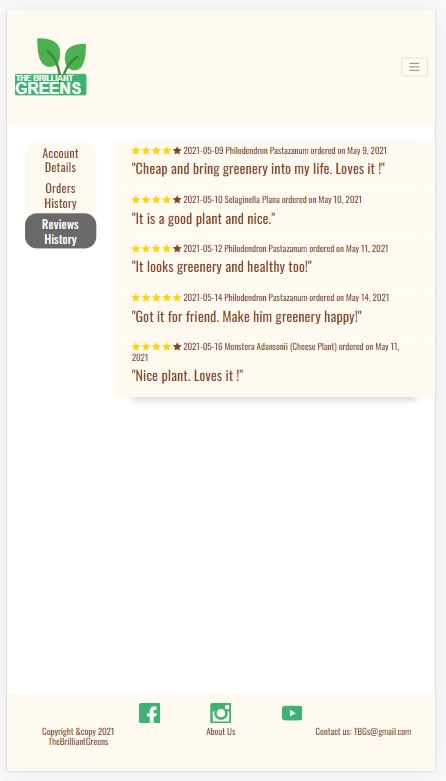 THE BRILLIANT
GREENS
Account
Details
Orders
History
Reviews
History
2021-05-09 Philodendron Pastazanum ordered on May 9, 2021
"Cheap and bring greenery into my life. Loves it !"
2021-05-10 Selaginella Plana ordered on May 10, 2021
"It is a good plant and nice."
2021-05-12 Philodendron Pastazanum ordered on May 11, 2021
"It looks greenery and healthy too!"
2021-05-14 Philodendron Pastazanum ordered on May 14, 2021
"Got it for friend. Make him greenery happy!"
2021-05-16 Monstera Adansonii (Cheese Plant) ordered on May 11,
2021
"Nice plant. Loves it !"
Copyright &copy 2021
TheBrilliantGreens
About Us
Contact us: TBGs@gmail.com